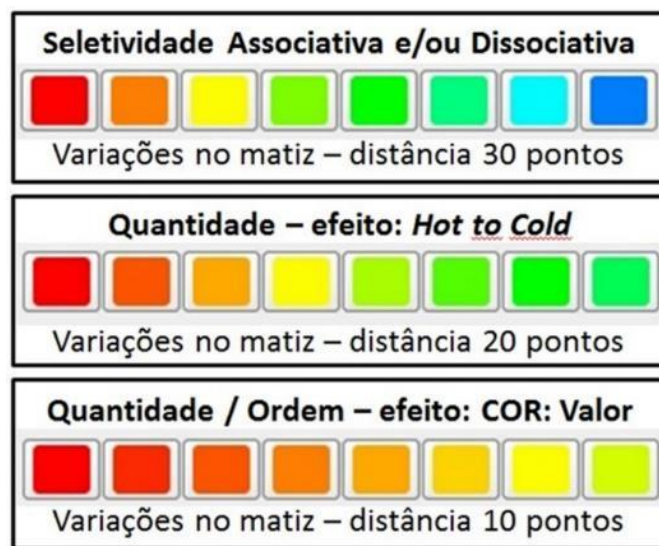 Seletividade Associativa e/ou Dissociativa
Variações no matiz – distância 30 pontos
Quantidade – efeito: Hot to Cold
Variações no matiz – distância 20 pontos
Quantidade / Ordem – efeito: COR: Valor
Variações no matiz – distância 10 pontos